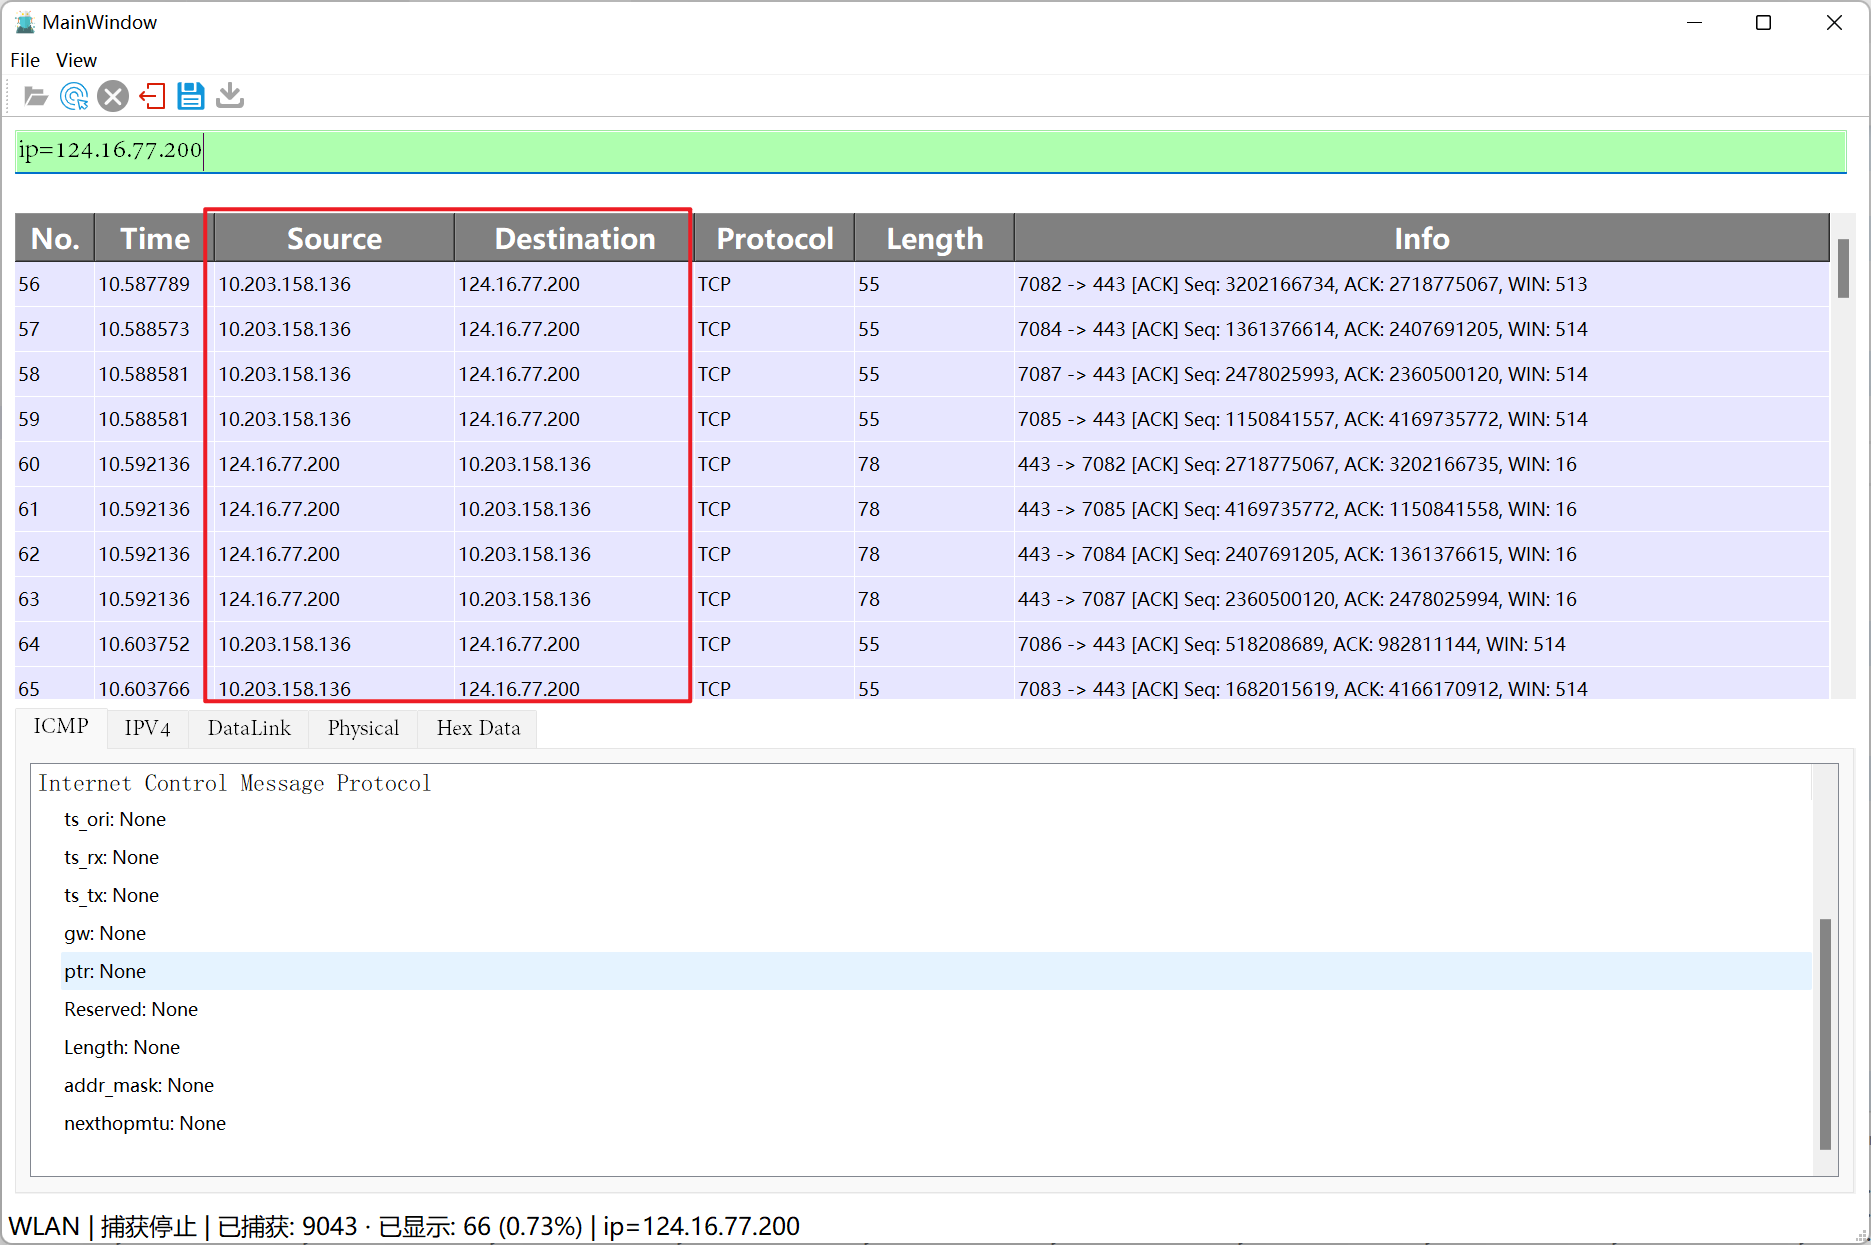 MainWindow
File View
ip=124.16.77.200
No. Time Source Destination Protocol Length Info
56 10.587789 10.203.158.136 124.16.77.200 TCP 55 7082 -> 443 [ACK] Seq: 3202166734, ACK: 2718775067, WIN: 513
57 10.588573 10.203.158.136 124.16.77.200 TCP 55 7084 -> 443 [ACK] Seq: 1361376614, ACK: 2407691205, WIN: 514
58 10.588581 10.203.158.136 124.16.77.200 TCP 55 7087 -> 443 [ACK] Seq: 2478025993, ACK: 2360500120, WIN: 514
59 10.588581 10.203.158.136 124.16.77.200 TCP 55 7085 -> 443 [ACK] Seq: 1150841557, ACK: 4169735772, WIN: 514
60 10.592136 124.16.77.200 10.203.158.136 TCP 78 443 -> 7082 [ACK] Seq: 2718775067, ACK: 3202166735, WIN: 16
61 10.592136 124.16.77.200 10.203.158.136 TCP 78 443 -> 7085 [ACK] Seq: 4169735772, ACK: 1150841558, WIN: 16
62 10.592136 124.16.77.200 10.203.158.136 TCP 78 443 -> 7084 [ACK] Seq: 2407691205, ACK: 1361376615, WIN: 16
63 10.592136 124.16.77.200 10.203.158.136 TCP 78 443 -> 7087 [ACK] Seq: 2360500120, ACK: 2478025994, WIN: 16
64 10.603752 10.203.158.136 124.16.77.200 TCP 55 7086 -> 443 [ACK] Seq: 518208689, ACK: 982811144, WIN: 514
65 10.603766 10.203.158.136 124.16.77.200 TCP 55 7083 -> 443 [ACK] Seq: 1682015619, ACK: 4166170912, WIN: 514
ICMP IPV4 DataLink Physical Hex Data
Internet Control Message Protocol
ts_ori: None
ts_rx: None
ts_tx: None
gw: None
ptr: None
Reserved: None
Length: None
addr_mask: None
nexthopmtu: None
WLAN | 捕获停止 | 已捕获: 9043 · 已显示: 66 (0.73%) | ip=124.16.77.200